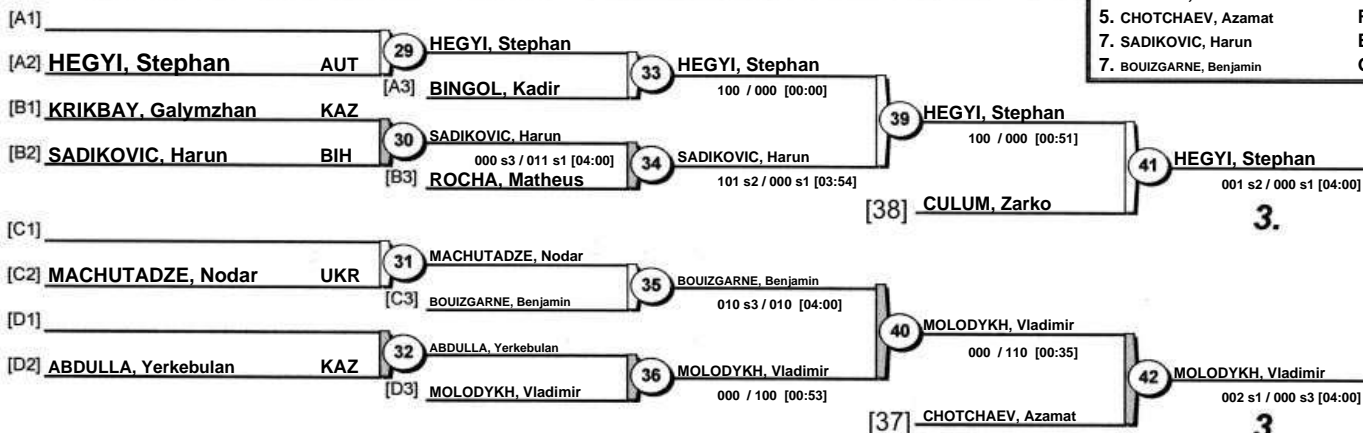 5. CHOTCHAEV, Azamat
7. SADIKOVIC, Harun
7. BOUIZGARNE, Benjamin
[A1]
[A2] HEGYI, Stephan AUT
29
HEGYI, Stephan
[A3] BINGOL, Kadir
33
HEGYI, Stephan
100 / 000 [00:00]
[B1] KRIKBAY, Galymzhan KAZ
[B2] SADIKOVIC, Harun BIH
30
SADIKOVIC, Harun
000 s3 / 011 s1 [04:00]
[B3] ROCHA, Matheus
34
SADIKOVIC, Harun
101 s2 / 000 s1 [03:54]
39
HEGYI, Stephan
100 / 000 [00:51]
[38] CULUM, Zarko
41
HEGYI, Stephan
001 s2 / 000 s1 [04:00]
3.
[C1]
[C2] MACHUTADZE, Nodar UKR
31
MACHUTADZE, Nodar
[C3] BOUIZGARNE, Benjamin
35
BOUIZGARNE, Benjamin
010 s3 / 010 [04:00]
[D1]
[D2] ABDULLA, Yerkebulan KAZ
32
ABDULLA, Yerkebulan
[D3] MOLODYKH, Vladimir
36
MOLODYKH, Vladimir
000 / 100 [00:53]
40
MOLODYKH, Vladimir
000 / 110 [00:35]
[37] CHOTCHAEV, Azamat
42
MOLODYKH, Vladimir
002 s1 / 000 s3 [04:00]
3